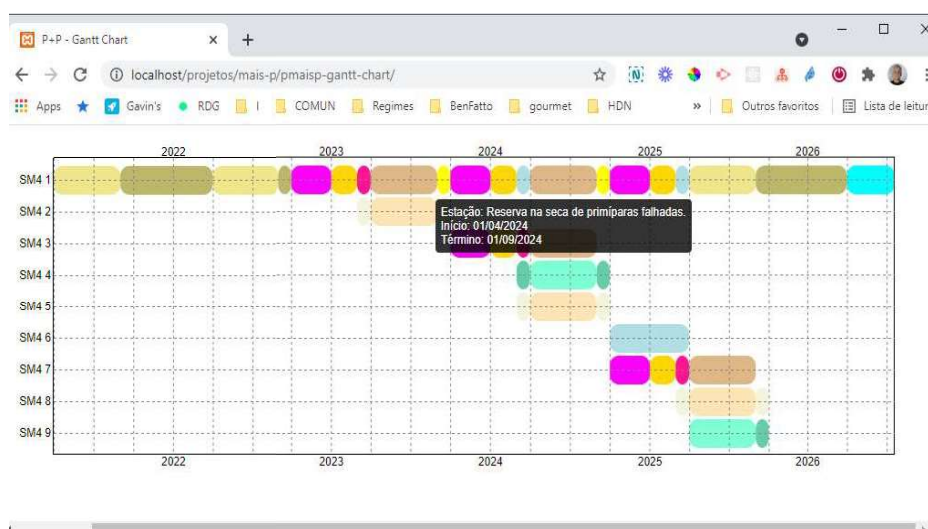 P+P - Gantt Chart
localhost/projetos/mais-p/pmaisp-gantt-chart/
Apps Gavin's RDG I COMUN Regimes BenFatto gourmet HDN » Outros favoritos Lista de leitur
2022 2023 2024 2025 2026
SM4 1
SM4 2
Estação: Reserva na seca de primíparas falhadas.
Início: 01/04/2024
Término: 01/09/2024
SM4 3
SM4 4
SM4 5
SM4 6
SM4 7
SM4 8
SM4 9
2022 2023 2024 2025 2026